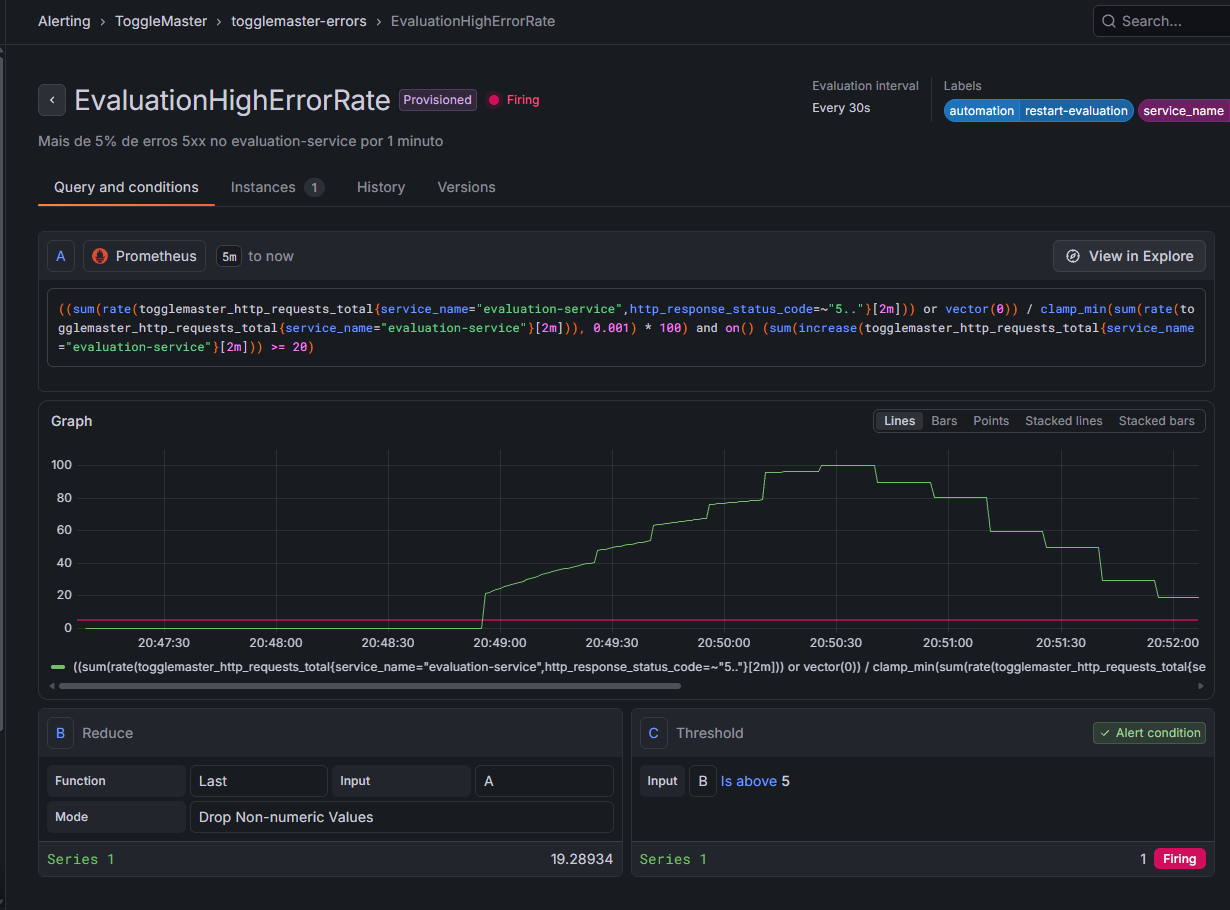 Alerting › ToggleMaster › togglemaster-errors › EvaluationHighErrorRate
Search...
EvaluationHighErrorRate Provisioned Firing
Evaluation interval
Every 30s
Labels
automation restart-evaluation service_name
Mais de 5% de erros 5xx no evaluation-service por 1 minuto
Query and conditions Instances 1 History Versions
A Prometheus 5m to now View in Explore
((sum(rate(togglemaster_http_requests_total{service_name="evaluation-service",http_response_status_code=~"5.."}[2m])) or vector(0)) / clamp_min(sum(rate(to
gglemaster_http_requests_total{service_name="evaluation-service"}[2m])), 0.001) * 100) and on() (sum(increase(togglemaster_http_requests_total{service_name
="evaluation-service"}[2m])) >= 20)
Graph Lines Bars Points Stacked lines Stacked bars
100
80
60
40
20
0
20:47:30 20:48:00 20:48:30 20:49:00 20:49:30 20:50:00 20:50:30 20:51:00 20:51:30 20:52:00
((sum(rate(togglemaster_http_requests_total{service_name="evaluation-service",http_response_status_code=~"5.."}[2m])) or vector(0)) / clamp_min(sum(rate(togglemaster_http_requests_total{se
B Reduce
Function Last Input A
Mode Drop Non-numeric Values
Series 1 19.28934
C Threshold Alert condition
Input B Is above 5
Series 1 1 Firing